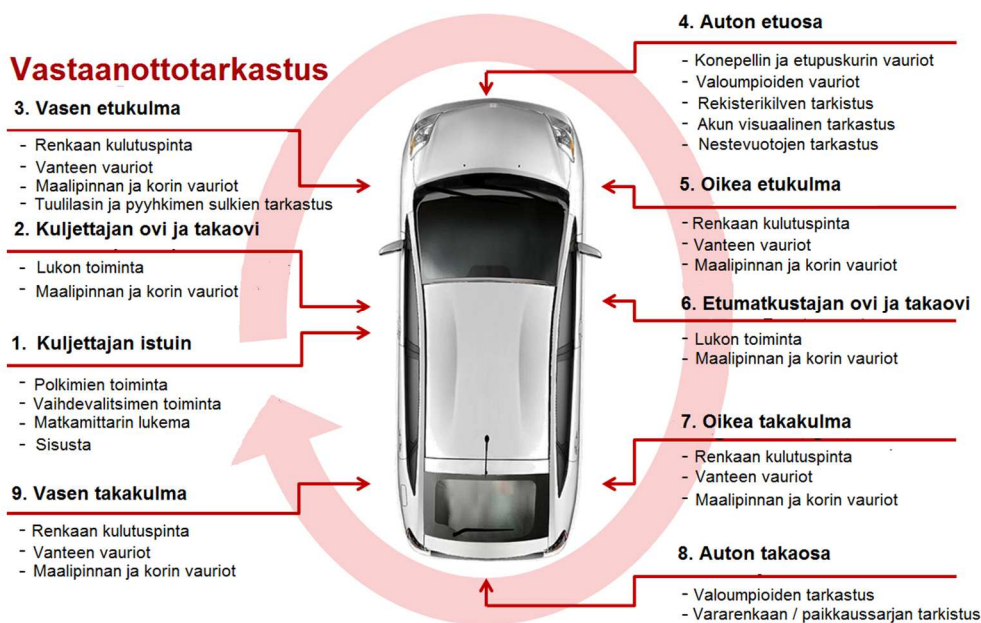 Vastaanottotarkastus
3. Vasen etukulma
- Renkaan kulutuspinta
- Vanteen vauriot
- Maalipinnan ja korin vauriot
- Tuulilasin ja pyyhkimen sulkien tarkastus
2. Kuljettajan ovi ja takaovi
- Lukon toiminta
- Maalipinnan ja korin vauriot
1. Kuljettajan istuin
- Polkimien toiminta
- Vaihdevalitsimen toiminta
- Matkamittarin lukema
- Sisusta
9. Vasen takakulma
- Renkaan kulutuspinta
- Vanteen vauriot
- Maalipinnan ja korin vauriot
4. Auton etuosa
- Konepellin ja etupuskurin vauriot
- Valoumpioiden vauriot
- Rekisterikilven tarkistus
- Akun visuaalinen tarkastus
- Nestevuotojen tarkastus
5. Oikea etukulma
- Renkaan kulutuspinta
- Vanteen vauriot
- Maalipinnan ja korin vauriot
6. Etumatkustajan ovi ja takaovi
- Lukon toiminta
- Maalipinnan ja korin vauriot
7. Oikea takakulma
- Renkaan kulutuspinta
- Vanteen vauriot
- Maalipinnan ja korin vauriot
8. Auton takaosa
- Valoumpioiden tarkastus
- Vararenkaan / paikkaussarjan tarkistus